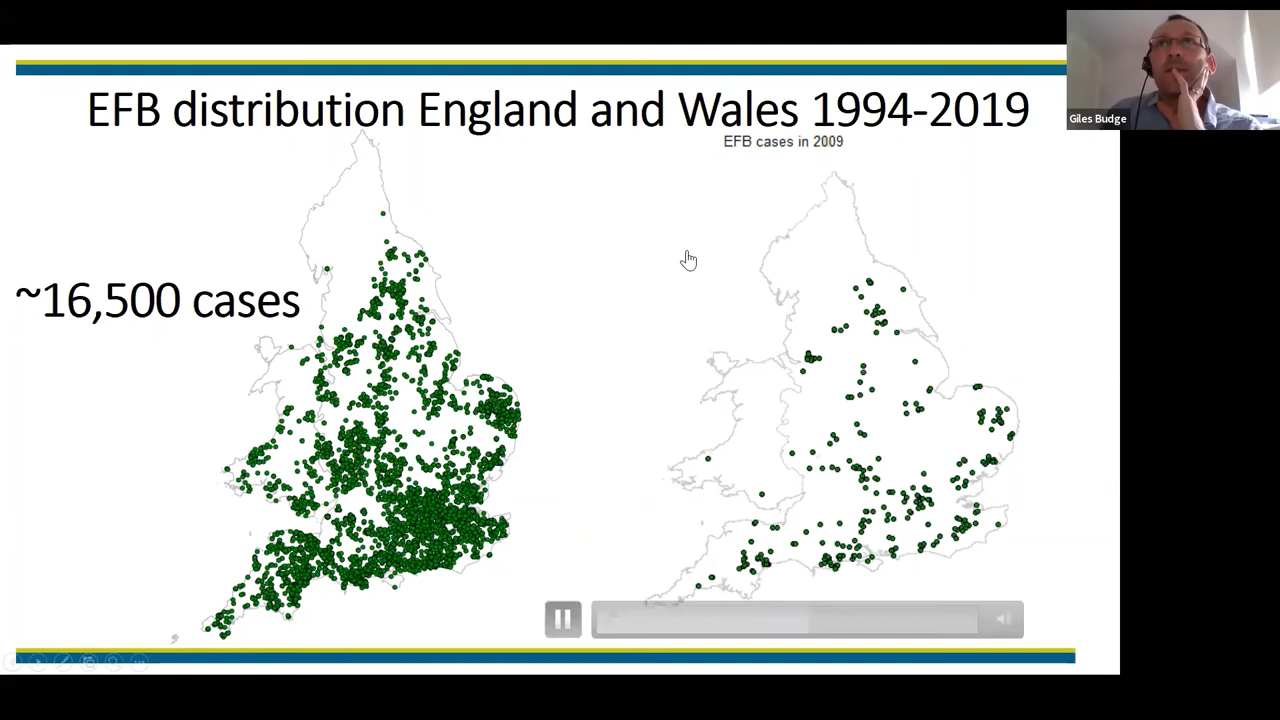 EFB distribution England and Wales 1994-2019
Giles Budge
EFB cases in 2009
~16,500 cases